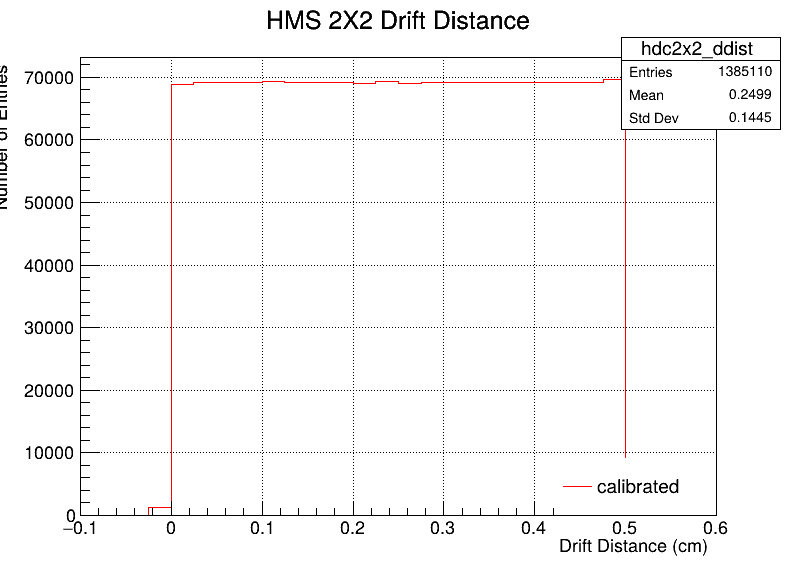 HMS 2X2 Drift Distance
hdc2x2_ddist
Entries 1385110
Mean 0.2499
Std Dev 0.1445
Number of Entries
70000
60000
50000
40000
30000
20000
10000
0
calibrated
−0.1 0 0.1 0.2 0.3 0.4 0.5 0.6
Drift Distance (cm)